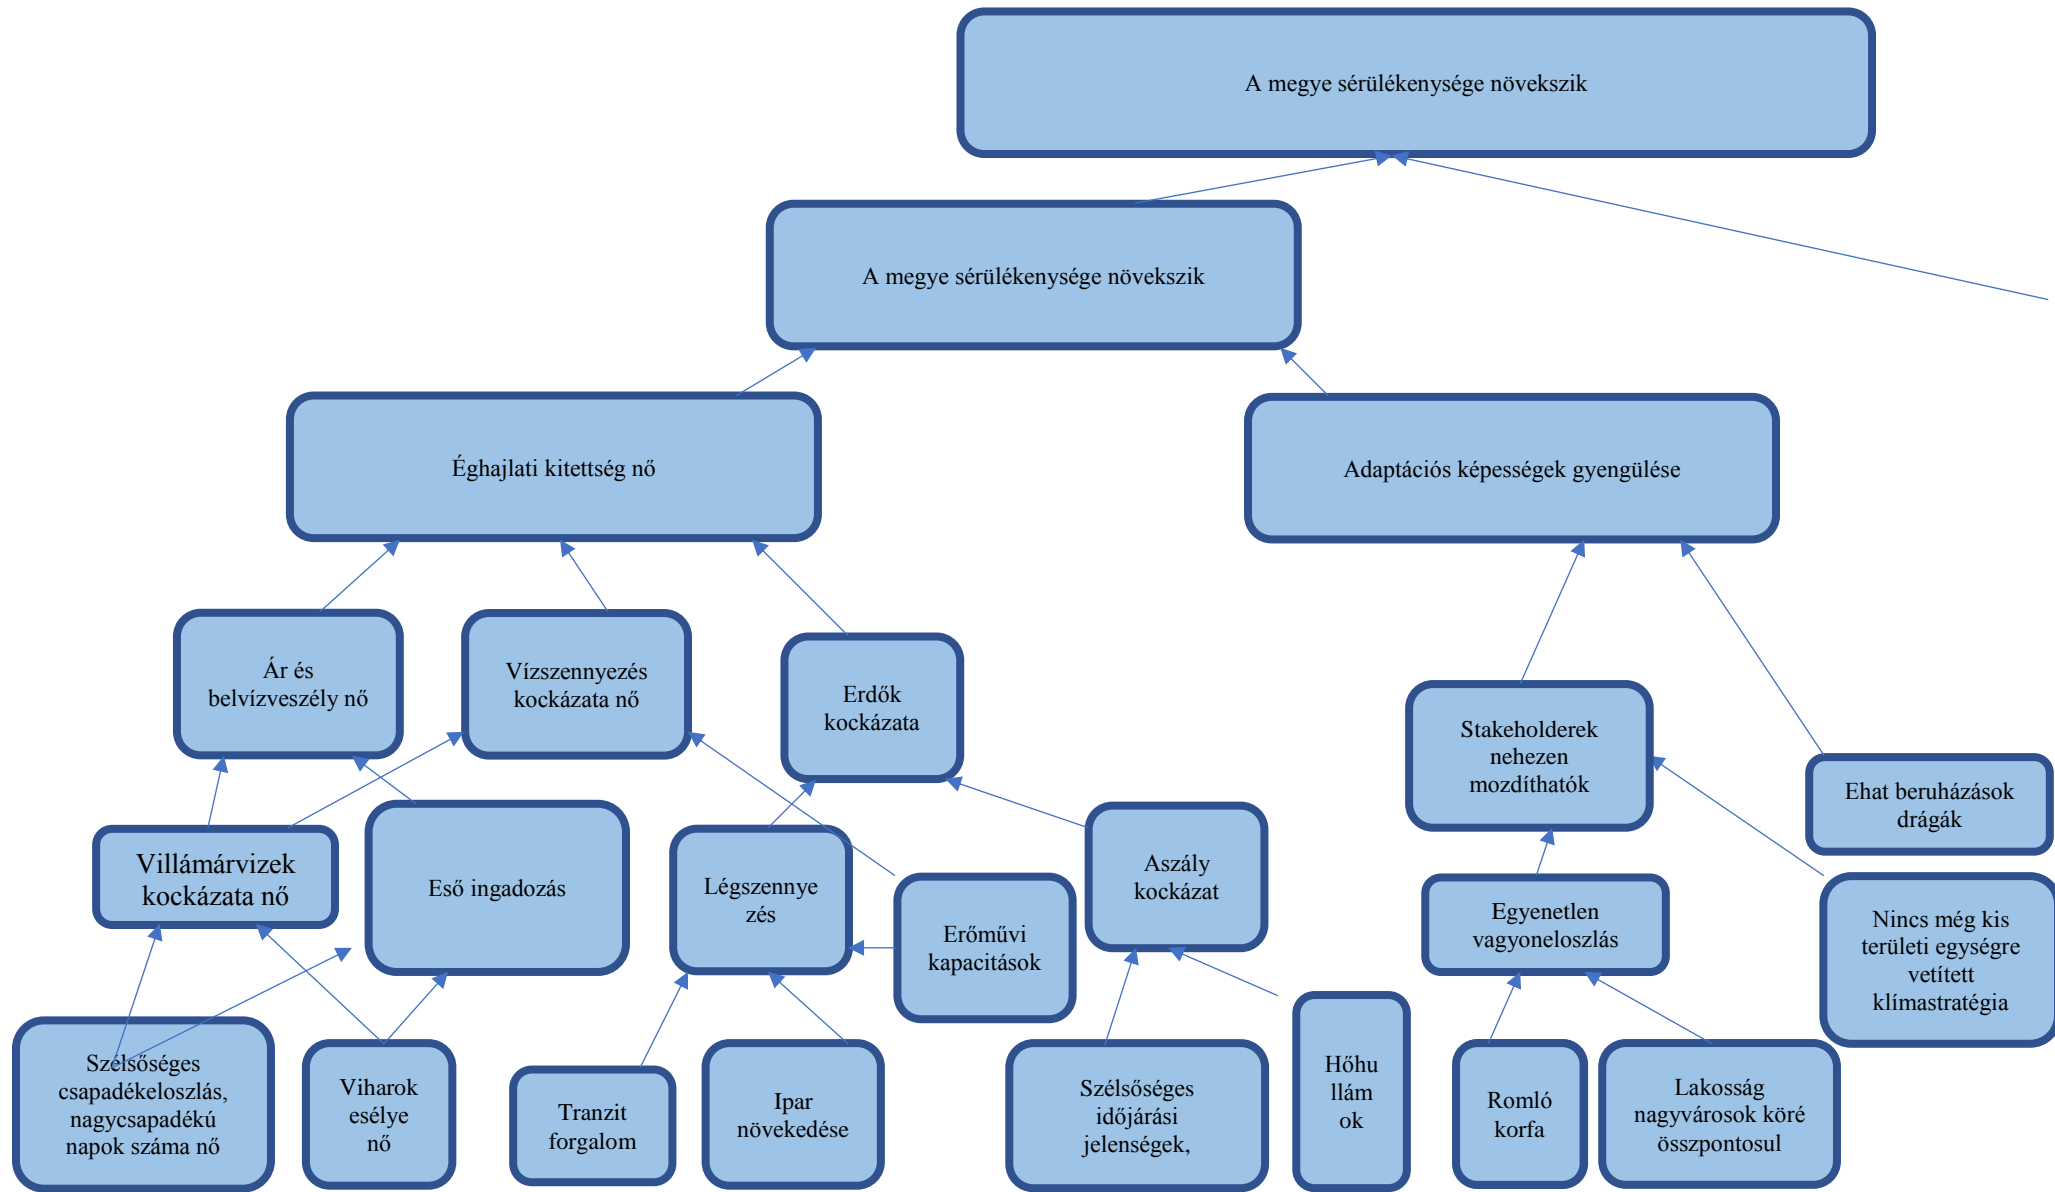 A megye sérülékenysége növekszik
A megye sérülékenysége növekszik
Éghajlati kitettség nő
Adaptációs képességek gyengülése
Ár és
belvízveszély nő
Vízszennyezés
kockázata nő
Erdők
kockázata
Stakeholderek
nehezen
mozdíthatók
Ehat beruházások
drágák
Villámárvizek
kockázata nő
Eső ingadozás
Légszennye
zés
Erőművi
kapacitások
Aszály
kockázat
Egyenetlen
vagyoneloszlás
Nincs még kis
területi egységre
vetített
klímastratégia
Szélsőséges
csapadékeloszlás,
nagycsapadékú
napok száma nő
Viharok
esélye
nő
Tranzit
forgalom
Ipar
növekedése
Szélsőséges
időjárási
jelenségek,
Hőhu
llám
ok
Romló
korfa
Lakosság
nagyvárosok köré
összpontosul